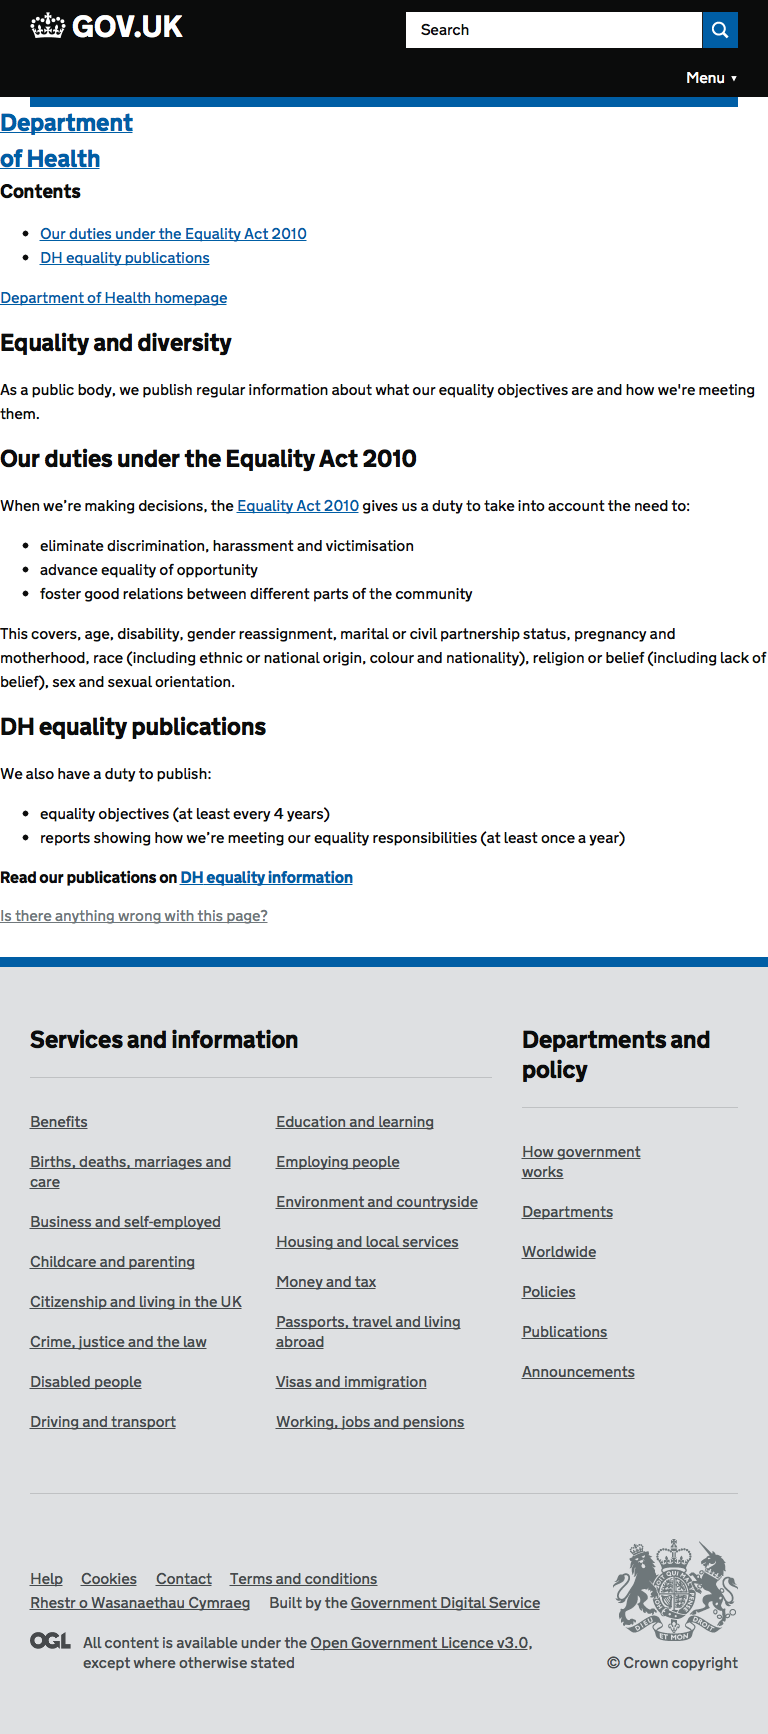 GOV.UK
Search
Menu ▼
Department
of Health
Contents
• Our duties under the Equality Act 2010
• DH equality publications
Department of Health homepage
Equality and diversity
As a public body, we publish regular information about what our equality objectives are and how we're meeting
them.
Our duties under the Equality Act 2010
When we’re making decisions, the Equality Act 2010 gives us a duty to take into account the need to:
• eliminate discrimination, harassment and victimisation
• advance equality of opportunity
• foster good relations between different parts of the community
This covers, age, disability, gender reassignment, marital or civil partnership status, pregnancy and
motherhood, race (including ethnic or national origin, colour and nationality), religion or belief (including lack of
belief), sex and sexual orientation.
DH equality publications
We also have a duty to publish:
• equality objectives (at least every 4 years)
• reports showing how we’re meeting our equality responsibilities (at least once a year)
Read our publications on DH equality information
Is there anything wrong with this page?
Services and information
Benefits
Births, deaths, marriages and
care
Business and self-employed
Childcare and parenting
Citizenship and living in the UK
Crime, justice and the law
Disabled people
Driving and transport
Education and learning
Employing people
Environment and countryside
Housing and local services
Money and tax
Passports, travel and living
abroad
Visas and immigration
Working, jobs and pensions
Departments and
policy
How government
works
Departments
Worldwide
Policies
Publications
Announcements
Help Cookies Contact Terms and conditions
Rhestr o Wasanaethau Cymraeg Built by the Government Digital Service
OGL
All content is available under the Open Government Licence v3.0,
except where otherwise stated
DIEU ET MON DROIT
© Crown copyright